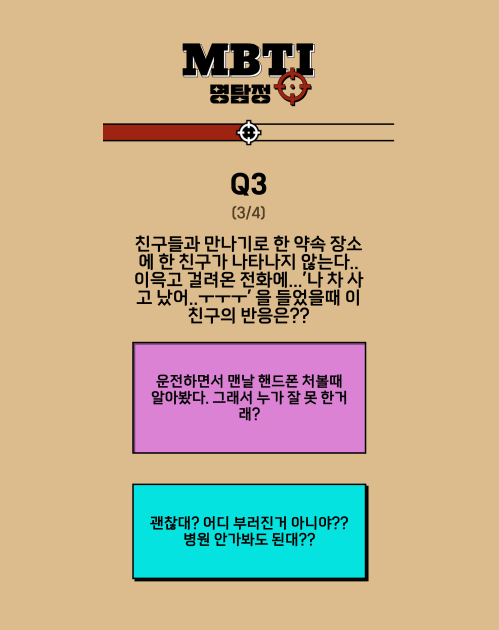 MBTI
명탐정
Q3
(3/4)
친구들과 만나기로 한 약속 장소
에 한 친구가 나타나지 않는다..
이윽고 걸려온 전화에...'나 차 사
고 났어..ㅜㅜㅜ' 을 들었을때 이
친구의 반응은??
운전하면서 맨날 핸드폰 처볼때
알아봤다. 그래서 누가 잘 못 한거
래?
괜찮대? 어디 부러진거 아니야??
병원 안가봐도 된대??